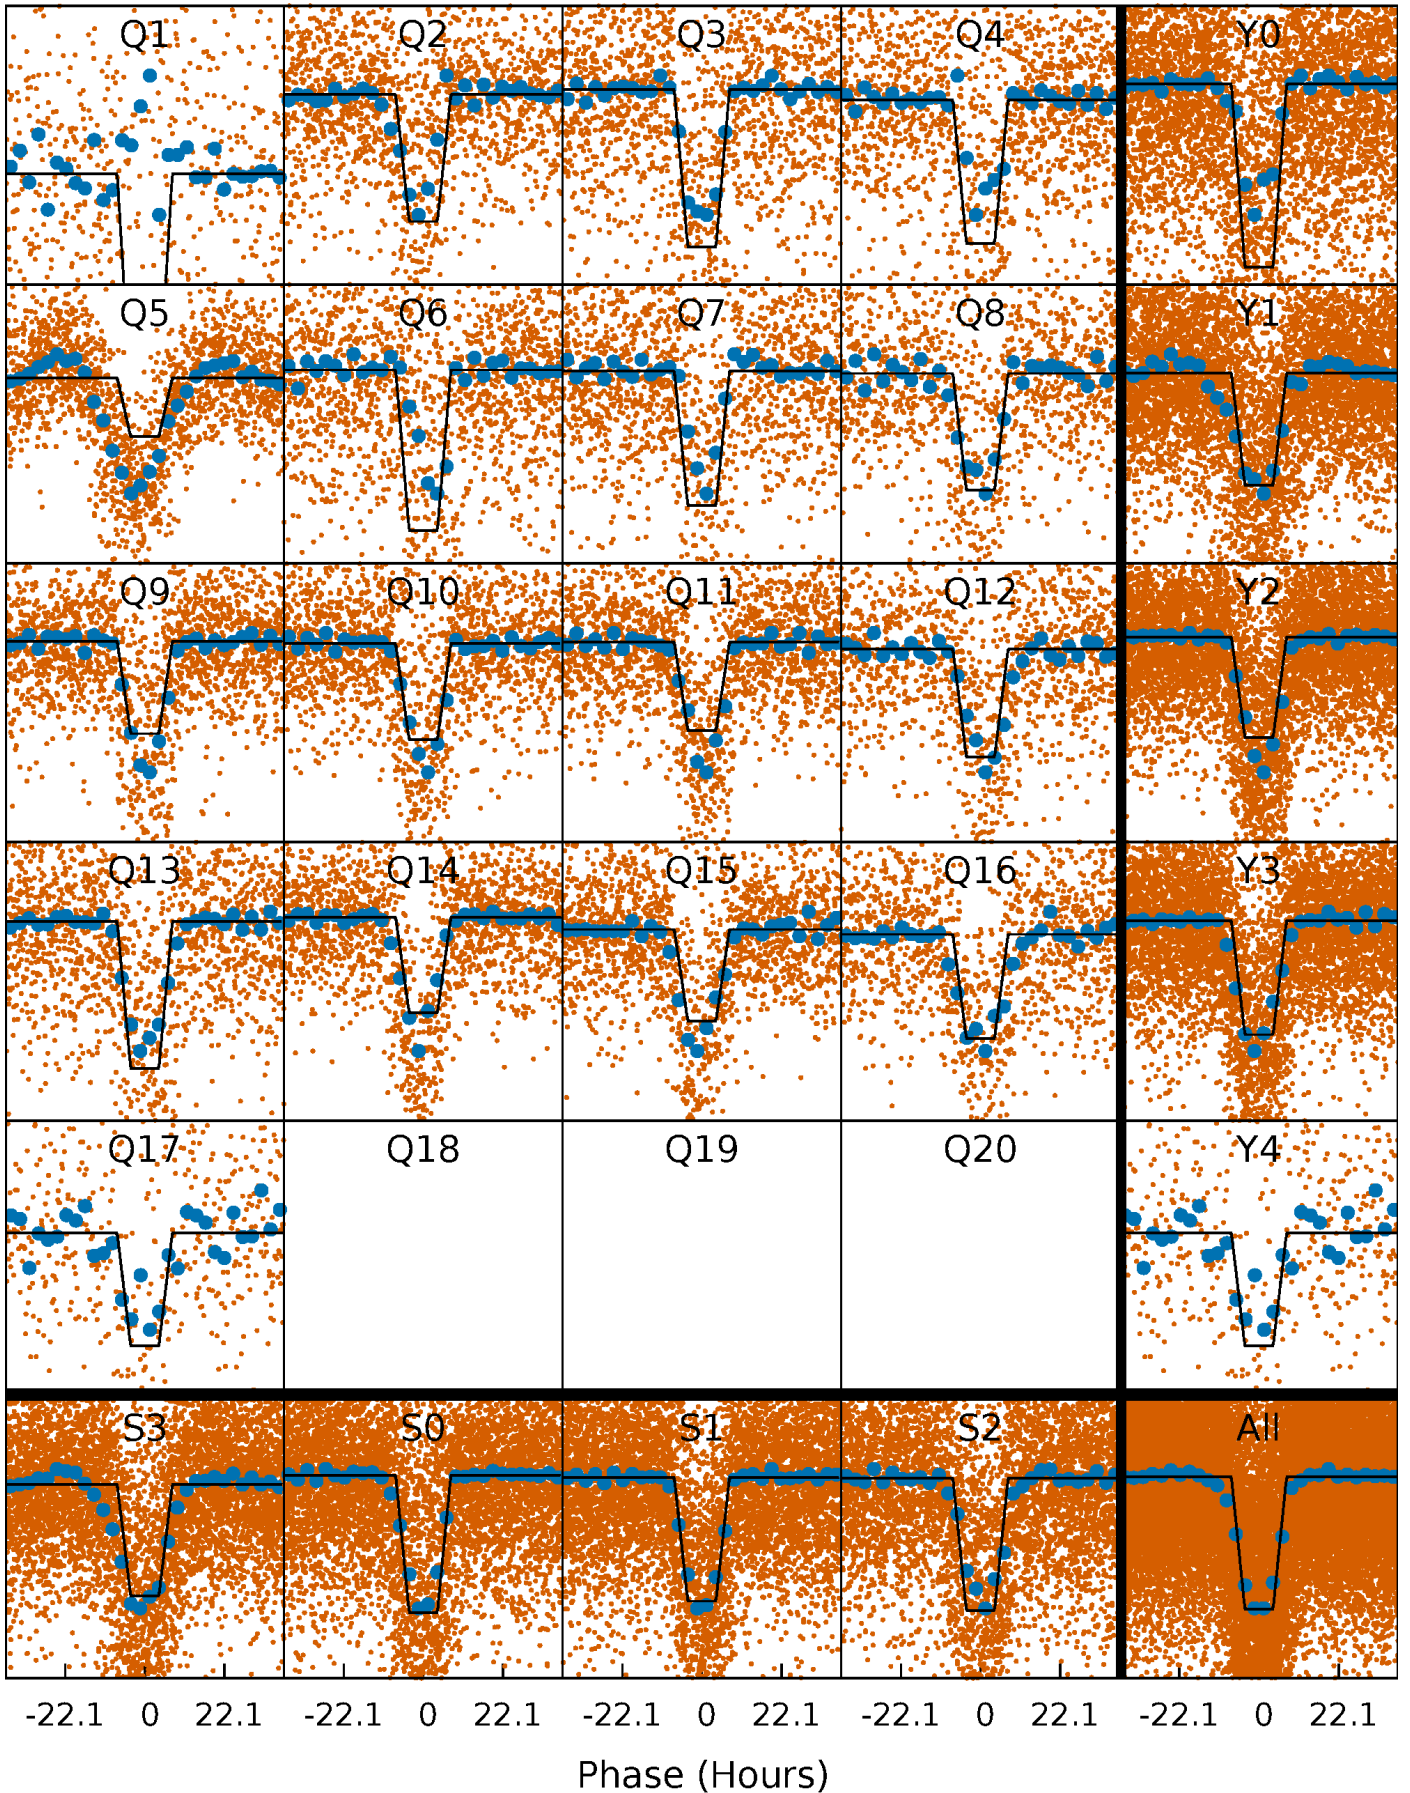 Q1 Q2 Q3 Q4 Y0
Q5 Q6 Q7 Q8 Y1
Q9 Q10 Q11 Q12 Y2
Q13 Q14 Q15 Q16 Y3
Q17 Q18 Q19 Q20 Y4
S3 S0 S1 S2 All
-22.1 0 22.1 -22.1 0 22.1 -22.1 0 22.1 -22.1 0 22.1 -22.1 0 22.1
Phase (Hours)